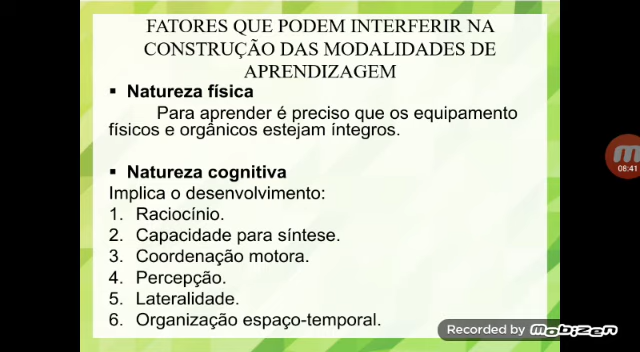 FATORES QUE PODEM INTERFERIR NA
CONSTRUÇÃO DAS MODALIDADES DE
APRENDIZAGEM
▪ Natureza física
Para aprender é preciso que os equipamento
físicos e orgânicos estejam íntegros.
▪ Natureza cognitiva
Implica o desenvolvimento:
1. Raciocínio.
2. Capacidade para síntese.
3. Coordenação motora.
4. Percepção.
5. Lateralidade.
6. Organização espaço-temporal.
08:41
Recorded by mobizen